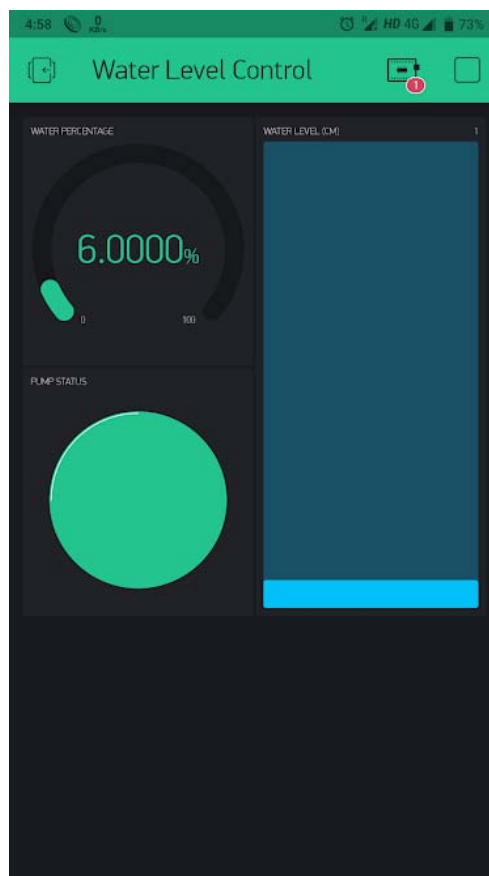 4:58 0 KB/s R HD 4G 73%
Water Level Control
1
WATER PERCENTAGE
WATER LEVEL (CM) 1
6.0000%
0 100
PUMP STATUS